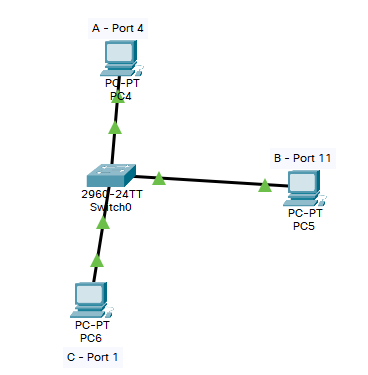 A - Port 4
PC-PT
PC4
2960-24TT
Switch0
B - Port 11
PC-PT
PC5
PC-PT
PC6
C - Port 1